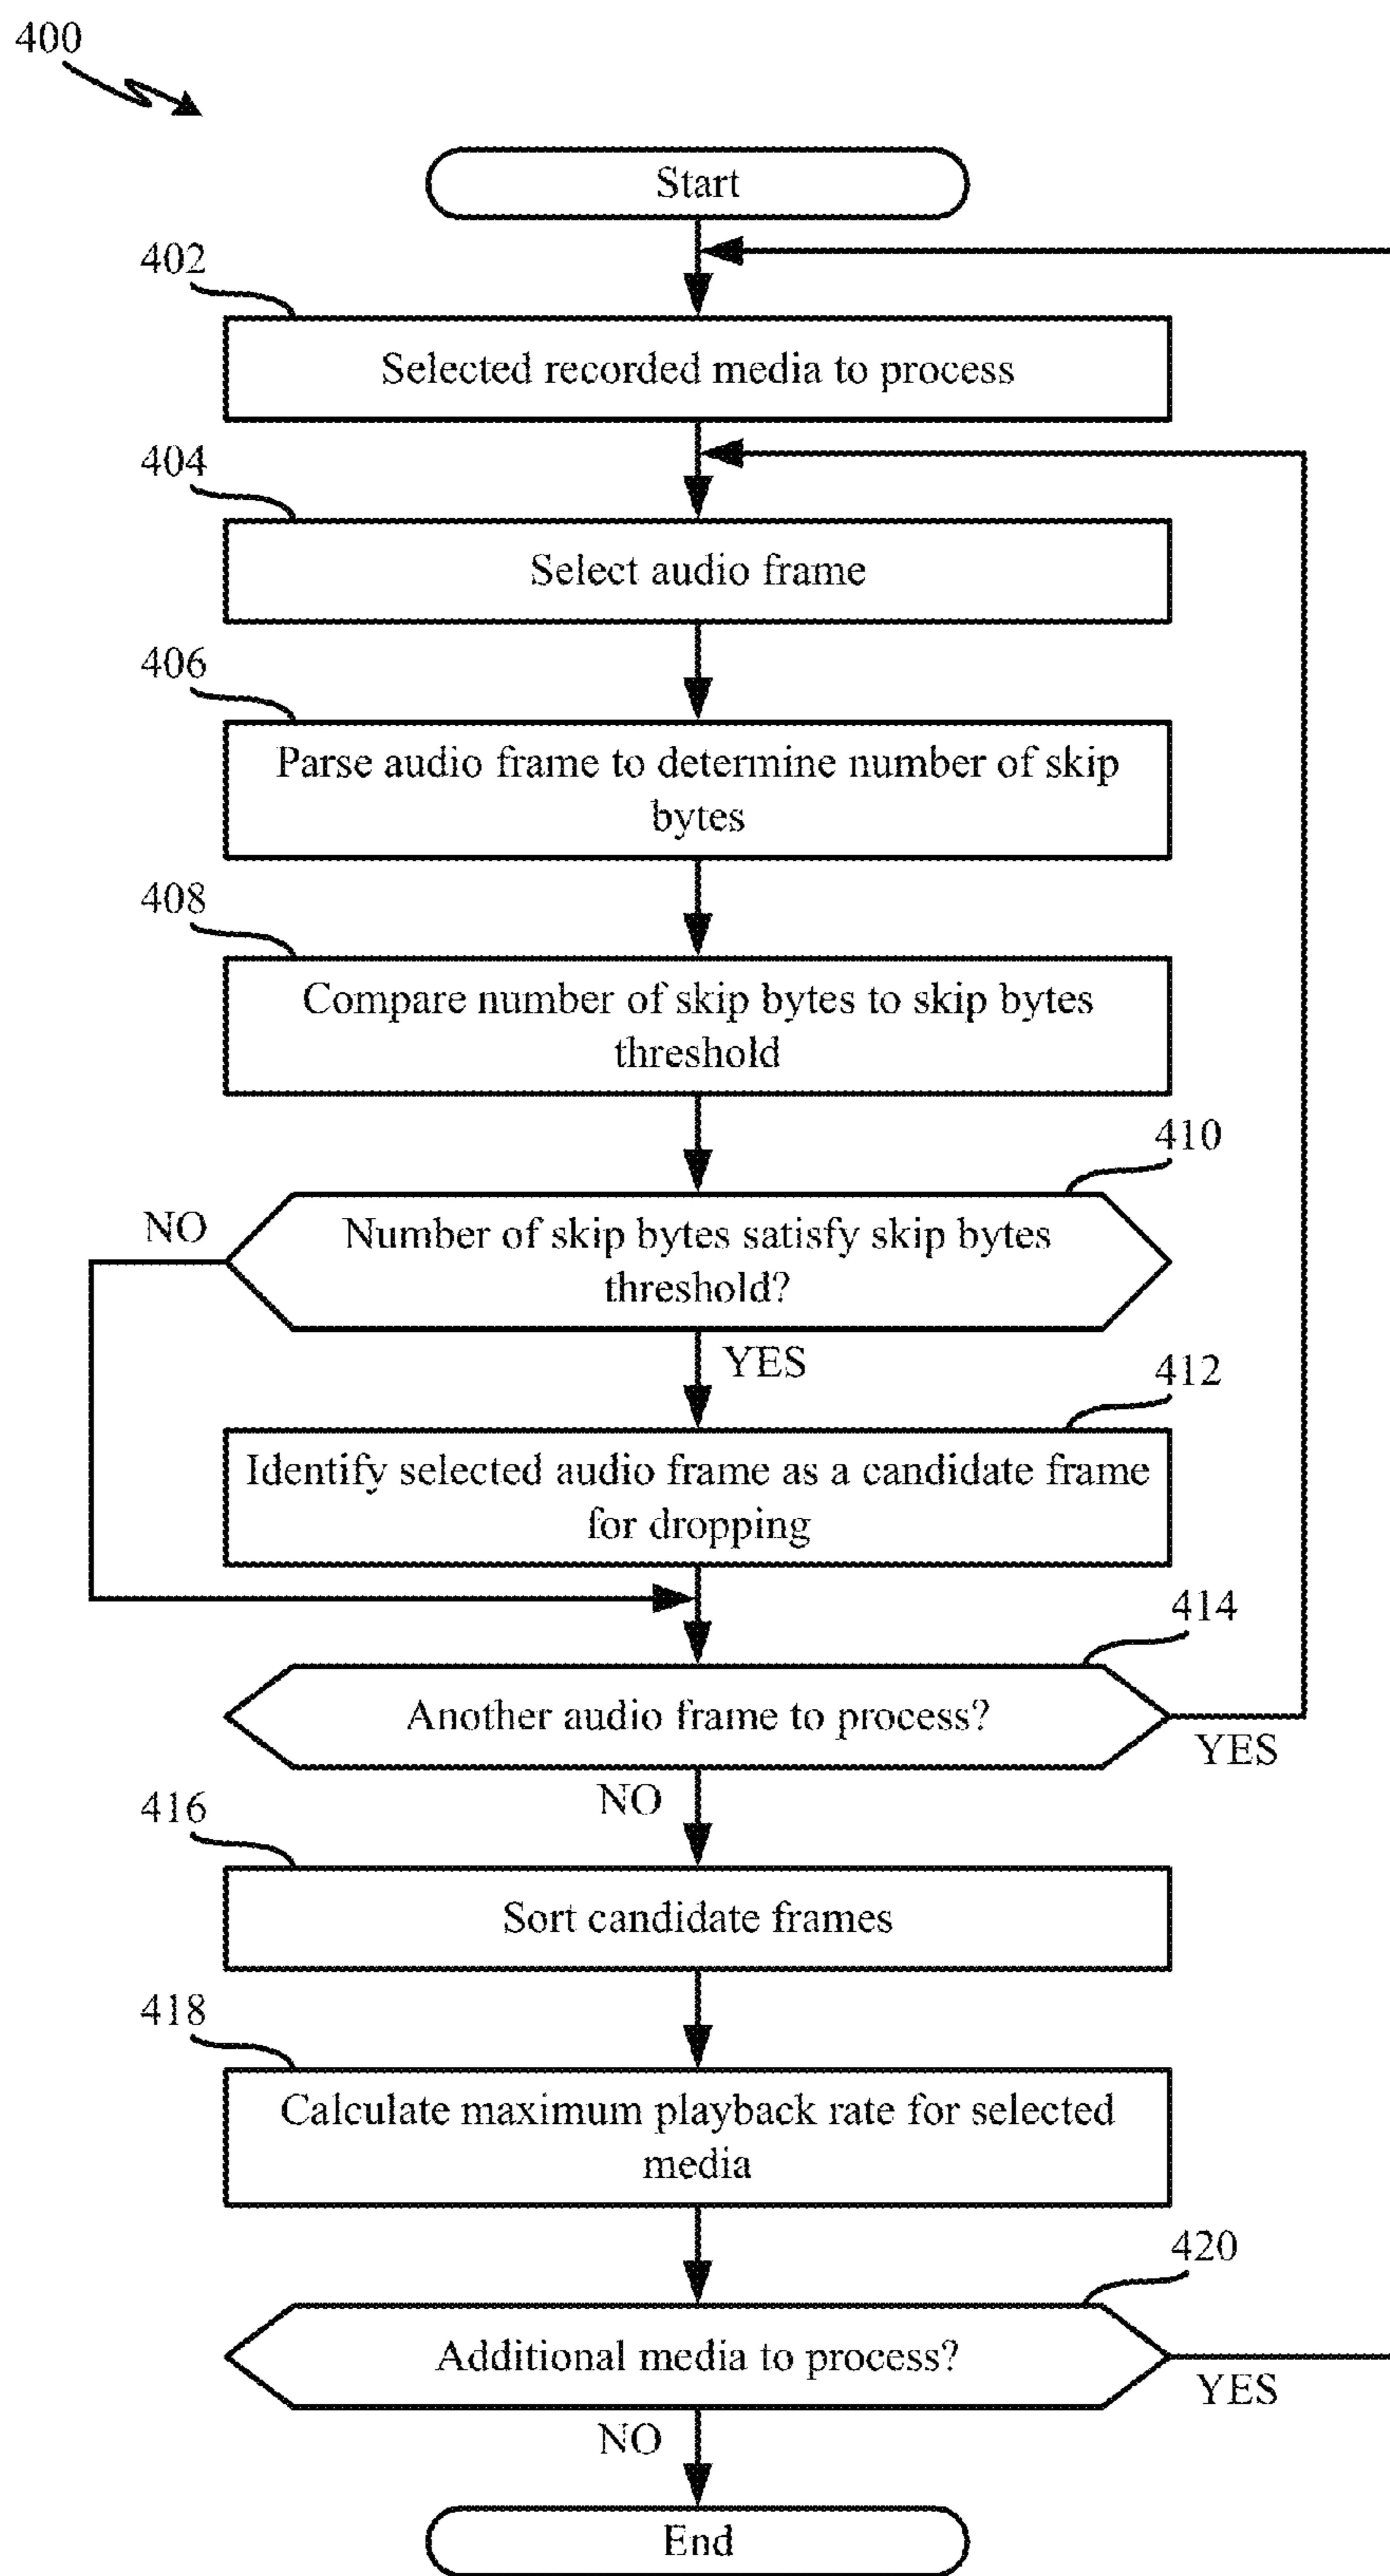 400
Start
402
Selected recorded media to process
404
Select audio frame
406
Parse audio frame to determine number of skip
bytes
408
Compare number of skip bytes to skip bytes
threshold
410
NO
Number of skip bytes satisfy skip bytes
threshold?
YES
412
Identify selected audio frame as a candidate frame
for dropping
414
Another audio frame to process?
YES
NO
416
Sort candidate frames
418
Calculate maximum playback rate for selected
media
420
Additional media to process?
YES
NO
End